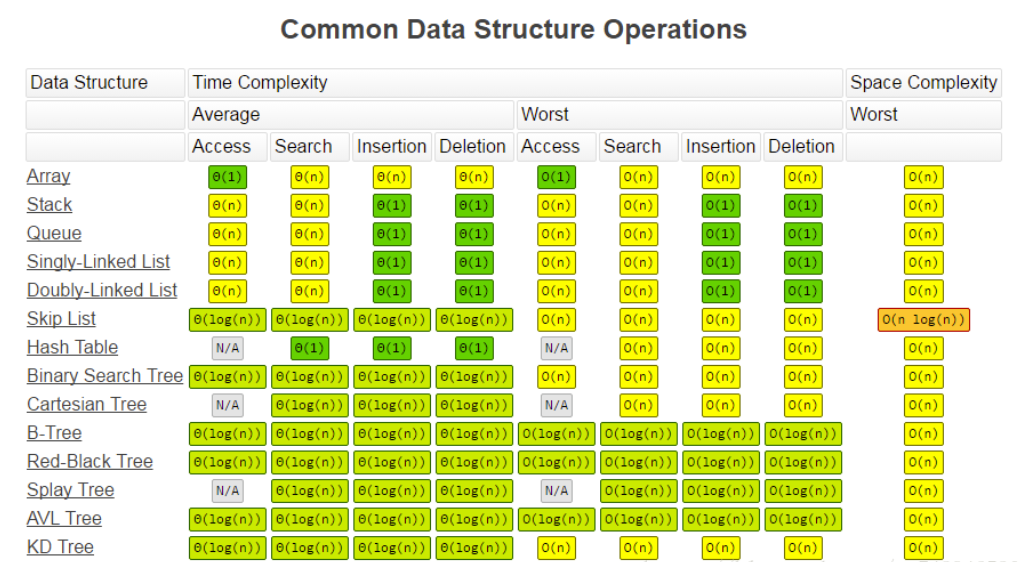 Common Data Structure Operations
Data Structure Time Complexity Space Complexity
Average Worst Worst
Access Search Insertion Deletion Access Search Insertion Deletion
Array Θ(1) Θ(n) Θ(n) Θ(n) O(1) O(n) O(n) O(n) O(n)
Stack Θ(n) Θ(n) Θ(1) Θ(1) O(n) O(n) O(1) O(1) O(n)
Queue Θ(n) Θ(n) Θ(1) Θ(1) O(n) O(n) O(1) O(1) O(n)
Singly-Linked List Θ(n) Θ(n) Θ(1) Θ(1) O(n) O(n) O(1) O(1) O(n)
Doubly-Linked List Θ(n) Θ(n) Θ(1) Θ(1) O(n) O(n) O(1) O(1) O(n)
Skip List Θ(log(n)) Θ(log(n)) Θ(log(n)) Θ(log(n)) O(n) O(n) O(n) O(n) O(n log(n))
Hash Table N/A Θ(1) Θ(1) Θ(1) N/A O(n) O(n) O(n) O(n)
Binary Search Tree Θ(log(n)) Θ(log(n)) Θ(log(n)) Θ(log(n)) O(n) O(n) O(n) O(n) O(n)
Cartesian Tree N/A Θ(log(n)) Θ(log(n)) Θ(log(n)) N/A O(n) O(n) O(n) O(n)
B-Tree Θ(log(n)) Θ(log(n)) Θ(log(n)) Θ(log(n)) O(log(n)) O(log(n)) O(log(n)) O(log(n)) O(n)
Red-Black Tree Θ(log(n)) Θ(log(n)) Θ(log(n)) Θ(log(n)) O(log(n)) O(log(n)) O(log(n)) O(log(n)) O(n)
Splay Tree N/A Θ(log(n)) Θ(log(n)) Θ(log(n)) N/A O(log(n)) O(log(n)) O(log(n)) O(n)
AVL Tree Θ(log(n)) Θ(log(n)) Θ(log(n)) Θ(log(n)) O(log(n)) O(log(n)) O(log(n)) O(log(n)) O(n)
KD Tree Θ(log(n)) Θ(log(n)) Θ(log(n)) Θ(log(n)) O(n) O(n) O(n) O(n) O(n)